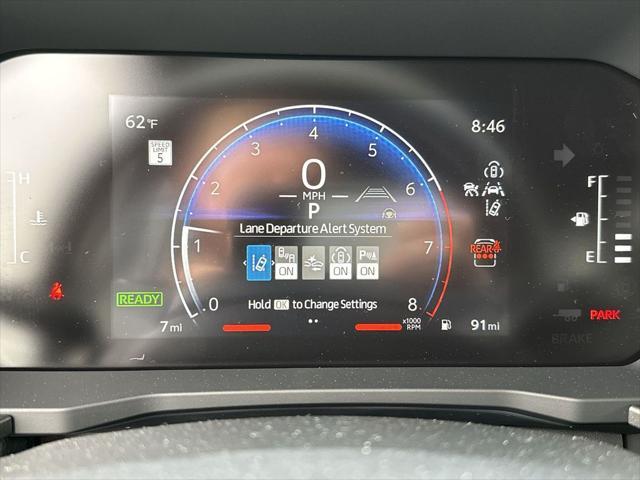 62°F
SPEED
LIMIT
5
8:46
4
3
5
2
6
1
7
0
8
0
MPH
P
Lane Departure Alert System
ON
ON
ON
Hold OK to Change Settings
H
C
F
E
REAR
READY
7 mi
x1000
RPM
91 mi
PARK
BRAKE